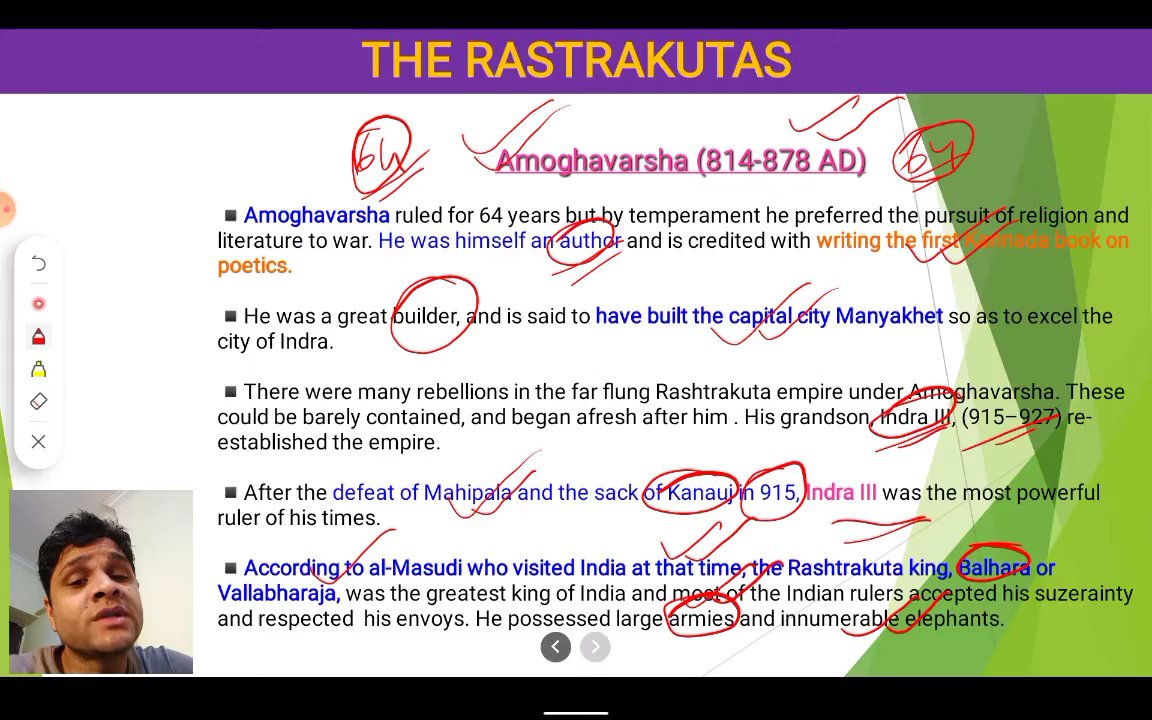 THE RASTRAKUTAS
64
64
Amoghavarsha (814-878 AD)
▪ Amoghavarsha ruled for 64 years but by temperament he preferred the pursuit of religion and
literature to war. He was himself an author and is credited with writing the first Kannada book on
poetics.
▪ He was a great builder, and is said to have built the capital city Manyakhet so as to excel the
city of Indra.
▪ There were many rebellions in the far flung Rashtrakuta empire under Amoghavarsha. These
could be barely contained, and began afresh after him . His grandson, Indra III, (915–927) re-
established the empire.
▪ After the defeat of Mahipala and the sack of Kanauj in 915, Indra III was the most powerful
ruler of his times.
▪ According to al-Masudi who visited India at that time, the Rashtrakuta king, Balhara or
Vallabharaja, was the greatest king of India and most of the Indian rulers accepted his suzerainty
and respected his envoys. He possessed large armies and innumerable elephants.